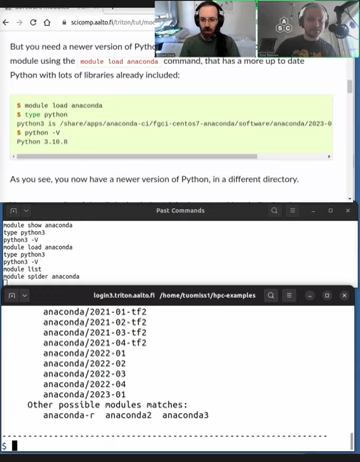 scicomp.aalto.fi/triton/tut/mod
But you need a newer version of Pytho
module using the module load anaconda command, that has a more up to date
Python with lots of libraries already included:
$ module load anaconda
$ type python
python3 is /share/apps/anaconda-ci/fgci-centos7-anaconda/software/anaconda/2023-0
$ python -V
Python 3.10.8
As you see, you now have a newer version of Python, in a different directory.
Past Commands
module show anaconda
type python3
python3 -V
module load anaconda
type python3
python3 -V
module list
module spider anaconda
login3.triton.aalto.fi /home/tuomiss1/hpc-examples
anaconda/2021-01-tf2
anaconda/2021-02-tf2
anaconda/2021-03-tf2
anaconda/2021-04-tf2
anaconda/2022-01
anaconda/2022-02
anaconda/2022-03
anaconda/2022-04
anaconda/2023-01
Other possible modules matches:
anaconda-r anaconda2 anaconda3
$